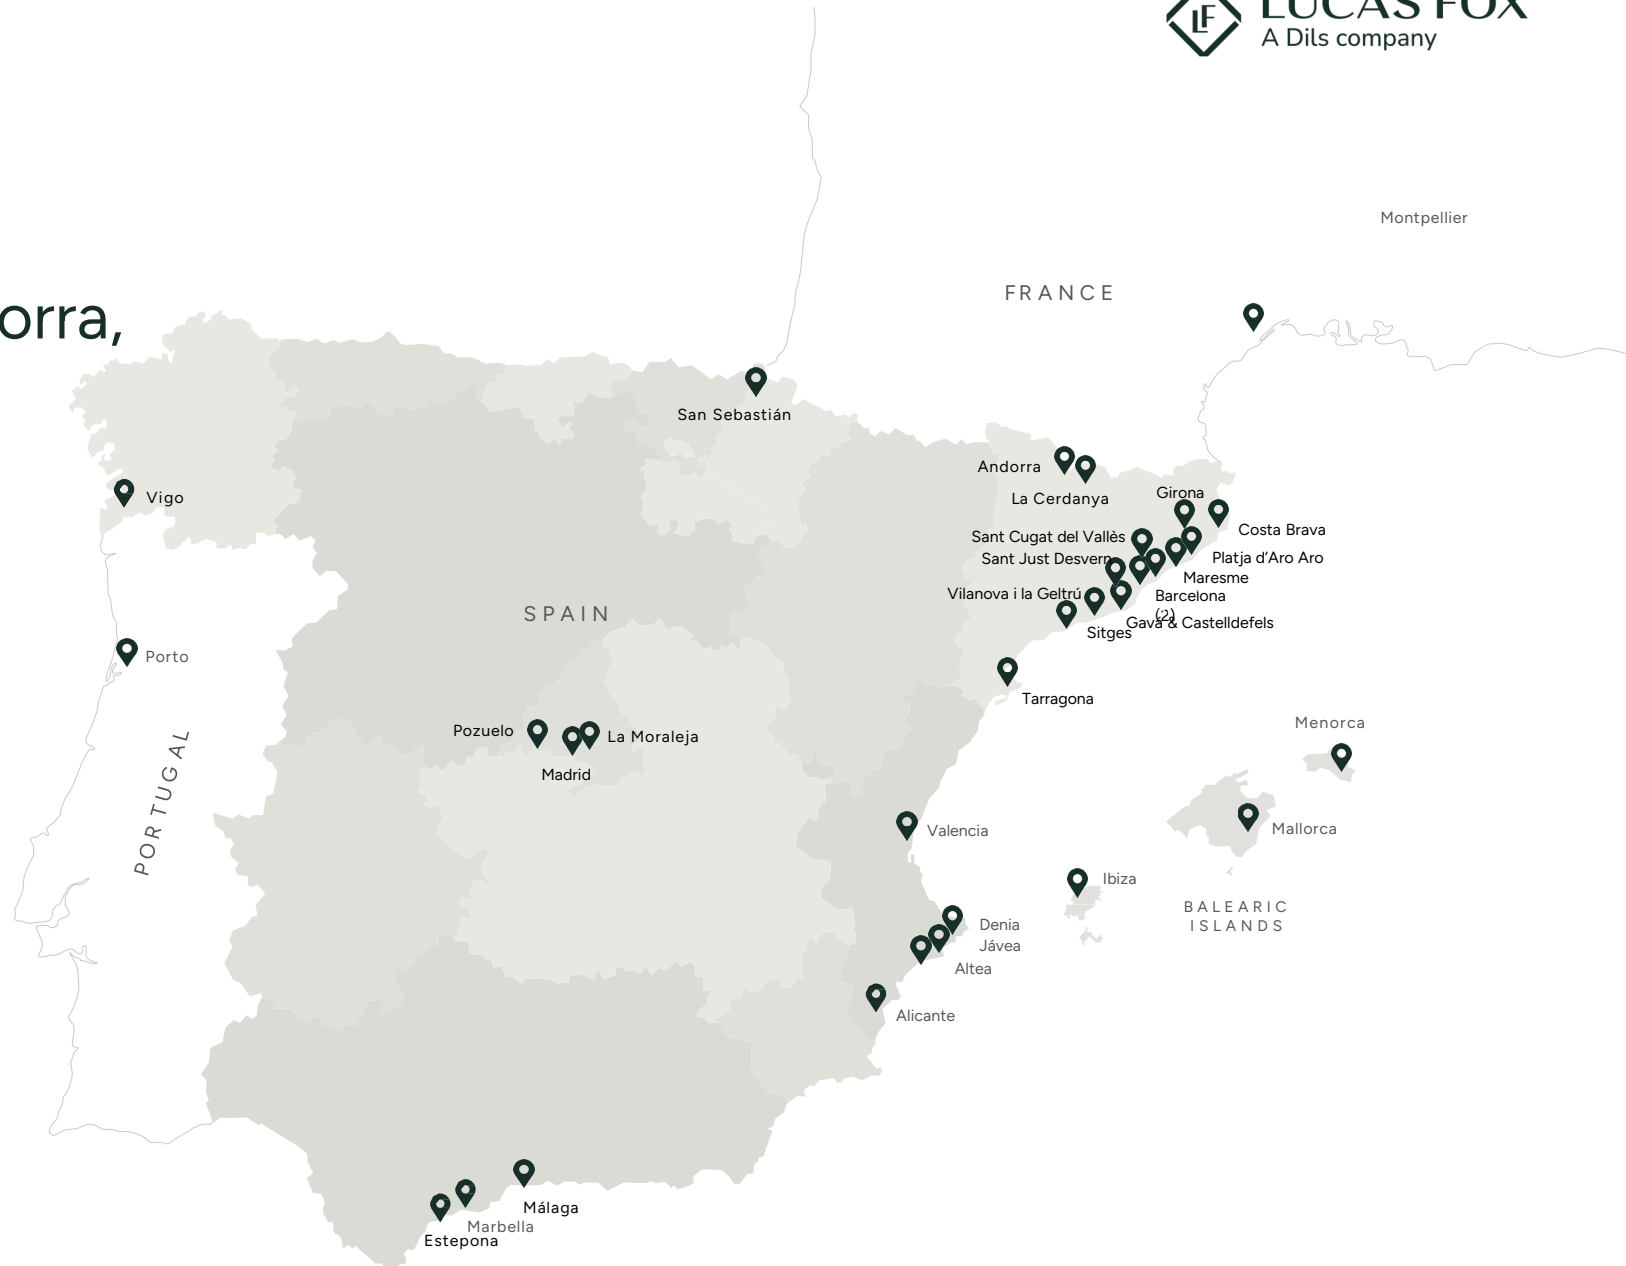 LUCAS FOX
A Dils company
Montpellier
FRANCE
orra,
San Sebastián
Andorra
La Cerdanya
Girona
Vigo
Costa Brava
Sant Cugat del Vallès
Sant Just Desvern
Platja d'Aro Aro
Maresme
Vilanova i la Geltrú
Barcelona
(2)
SPAIN
Gavà & Castelldefels
Sitges
Porto
Tarragona
Menorca
Pozuelo
La Moraleja
Madrid
PORTUGAL
Valencia
Mallorca
Ibiza
BALEARIC
ISLANDS
Denia
Jávea
Altea
Alicante
Málaga
Marbella
Estepona